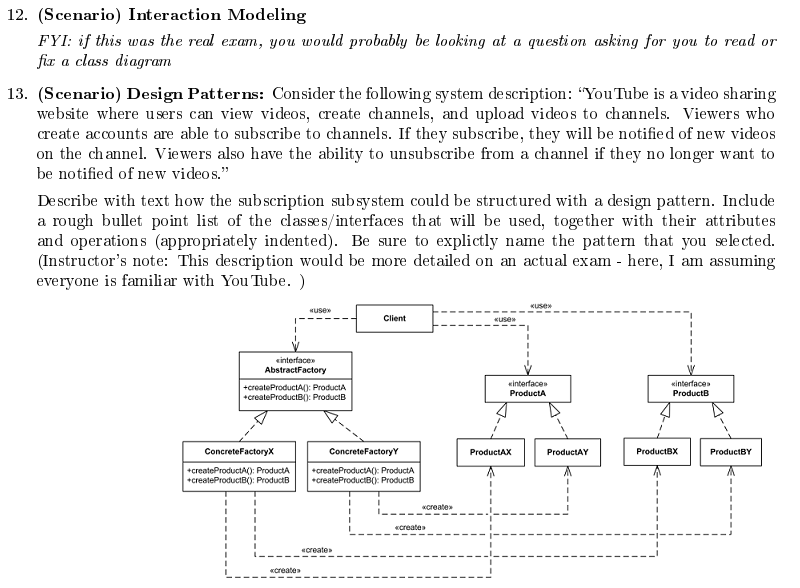 12. (Scenario) Interaction Modeling
FYI: if this was the real exam, you would probably be looking at a question asking for you to read or
fix a class diagram
13. (Scenario) Design Patterns: Consider the following system description: “YouTube is a video sharing
website where users can view videos, create channels, and upload videos to channels. Viewers who
create accounts are able to subscribe to channels. If they subscribe, they will be notified of new videos
on the channel. Viewers also have the ability to unsubscribe from a channel if they no longer want to
be notified of new videos.”
Describe with text how the subscription subsystem could be structured with a design pattern. Include
a rough bullet point list of the classes/interfaces that will be used, together with their attributes
and operations (appropriately indented). Be sure to explictly name the pattern that you selected.
(Instructor's note: This description would be more detailed on an actual exam - here, I am assuming
everyone is familiar with YouTube. )
«use»
Client
«use»
«use»
«interface»
AbstractFactory
+createProductA(): ProductA
+createProductB(): ProductB
«interface»
ProductA
«interface»
ProductB
ConcreteFactoryX
+createProductA(): ProductA
+createProductB(): ProductB
ConcreteFactoryY
+createProductA(): ProductA
+createProductB(): ProductB
ProductAX
ProductAY
ProductBX
ProductBY
«create»
«create»
«create»
«create»